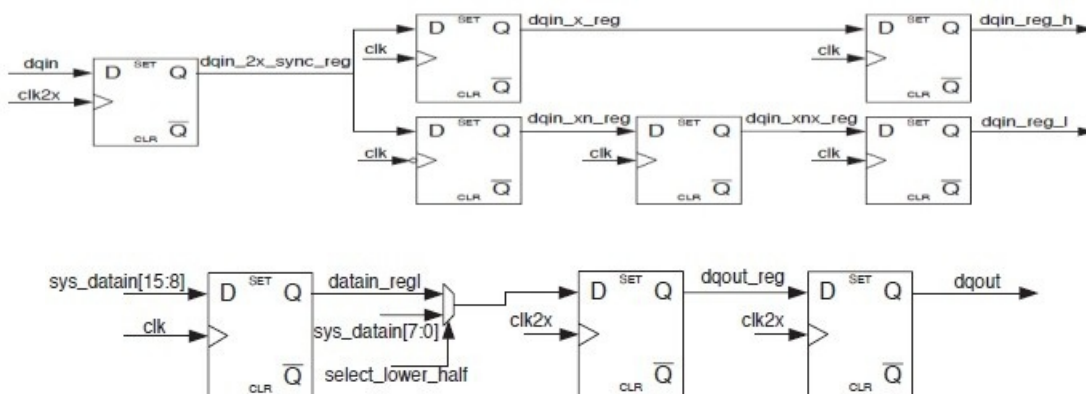 SET
D Q
Q
CLR
dqin
clk2x
dqin_2x_sync_reg
SET
D Q
Q
CLR
clk
dqin_x_reg
SET
D Q
Q
CLR
clk
dqin_reg_h
SET
D Q
Q
CLR
clk
dqin_xn_reg
SET
D Q
Q
CLR
clk
dqin_xnx_reg
SET
D Q
Q
CLR
clk
dqin_reg_l
sys_datain[15:8]
clk
SET
D Q
Q
CLR
datain_regl
sys_datain[7:0]
select_lower_half
clk2x
SET
D Q
Q
CLR
dqout_reg
clk2x
SET
D Q
Q
CLR
dqout